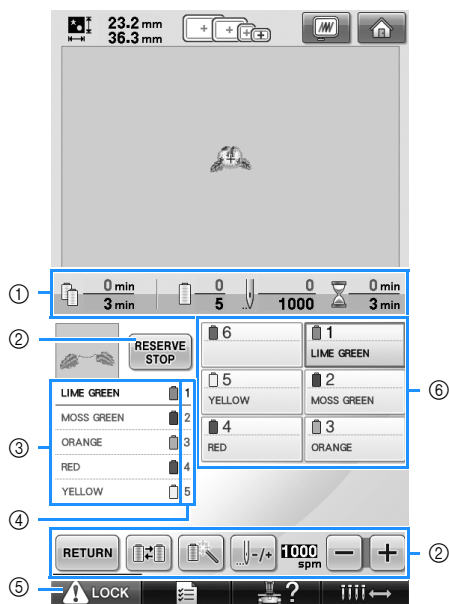 23.2 mm
36.3 mm
① 0 min 0 0 0 min
3 min 5 1000 3 min
② RESERVE STOP
6
1 LIME GREEN
5 YELLOW
2 MOSS GREEN
4 RED
3 ORANGE
⑥
③
LIME GREEN 1
MOSS GREEN 2
ORANGE 3
RED 4
YELLOW 5
④
RETURN -/+ 1000 spm − + ②
⑤ LOCK ?